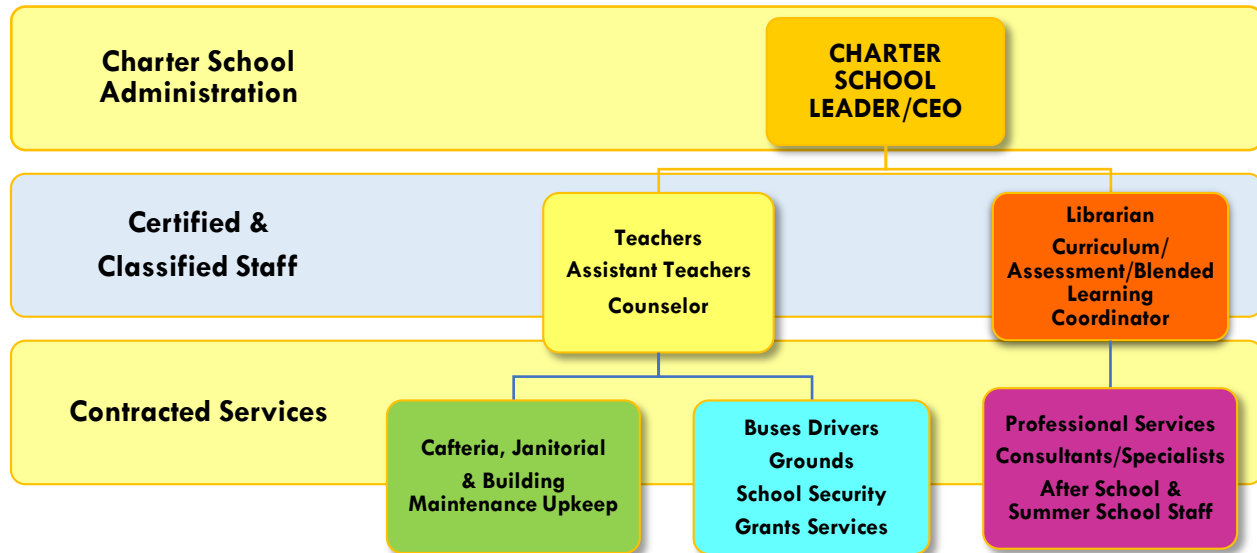 Charter School
Administration
CHARTER
SCHOOL
LEADER/CEO
Certified &
Classified Staff
Teachers
Assistant Teachers
Counselor
Librarian
Curriculum/
Assessment/Blended
Learning
Coordinator
Contracted Services
Cafteria, Janitorial
& Building
Maintenance Upkeep
Buses Drivers
Grounds
School Security
Grants Services
Professional Services
Consultants/Specialists
After School &
Summer School Staff